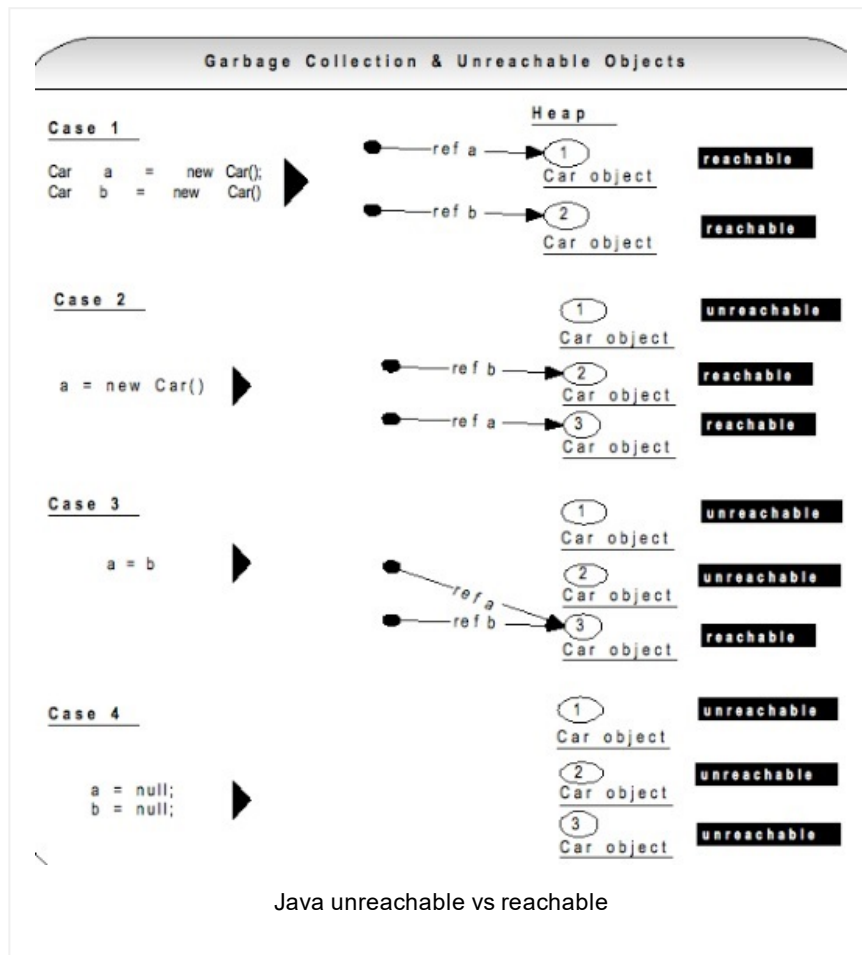 Garbage Collection & Unreachable Objects
Heap
Case 1
Car a = new Car();
Car b = new Car()
ref a
1
Car object
reachable
ref b
2
Car object
reachable
Case 2
a = new Car()
1
Car object
unreachable
ref b
2
Car object
reachable
ref a
3
Car object
reachable
Case 3
a = b
1
Car object
unreachable
2
Car object
unreachable
ref a
ref b
3
Car object
reachable
Case 4
a = null;
b = null;
1
Car object
unreachable
2
Car object
unreachable
3
Car object
unreachable
Java unreachable vs reachable